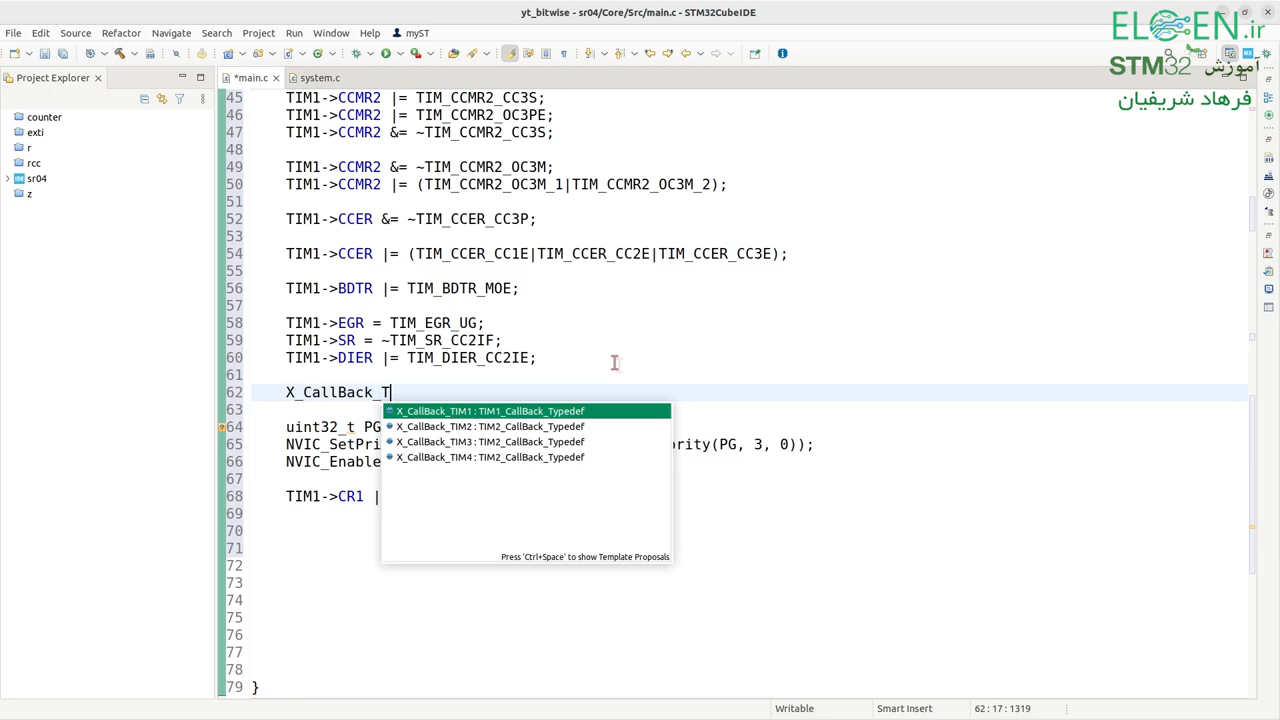 yt_bitwise - sr04/Core/Src/main.c - STM32CubeIDE
ELGEN.ir
آموزش STM32
فرهاد شریفیان
File Edit Source Refactor Navigate Search Project Run Window Help myST
Project Explorer
*main.c
system.c
counter
exti
r
rcc
sr04
z
45 TIM1->CCMR2 |= TIM_CCMR2_CC3S;
46 TIM1->CCMR2 |= TIM_CCMR2_OC3PE;
47 TIM1->CCMR2 &= ~TIM_CCMR2_CC3S;
48
49 TIM1->CCMR2 &= ~TIM_CCMR2_OC3M;
50 TIM1->CCMR2 |= (TIM_CCMR2_OC3M_1|TIM_CCMR2_OC3M_2);
51
52 TIM1->CCER &= ~TIM_CCER_CC3P;
53
54 TIM1->CCER |= (TIM_CCER_CC1E|TIM_CCER_CC2E|TIM_CCER_CC3E);
55
56 TIM1->BDTR |= TIM_BDTR_MOE;
57
58 TIM1->EGR = TIM_EGR_UG;
59 TIM1->SR = ~TIM_SR_CC2IF;
60 TIM1->DIER |= TIM_DIER_CC2IE;
61
62 X_CallBack_T
X_CallBack_TIM1 : TIM1_CallBack_Typedef
X_CallBack_TIM2 : TIM2_CallBack_Typedef
X_CallBack_TIM3 : TIM2_CallBack_Typedef
X_CallBack_TIM4 : TIM2_CallBack_Typedef
Press 'Ctrl+Space' to show Template Proposals
63
64 uint32_t PG
65 NVIC_SetPri ority(PG, 3, 0));
66 NVIC_Enable
67
68 TIM1->CR1 |
69
70
71
72
73
74
75
76
77
78
79 }
Writable
Smart Insert
62 : 17 : 1319